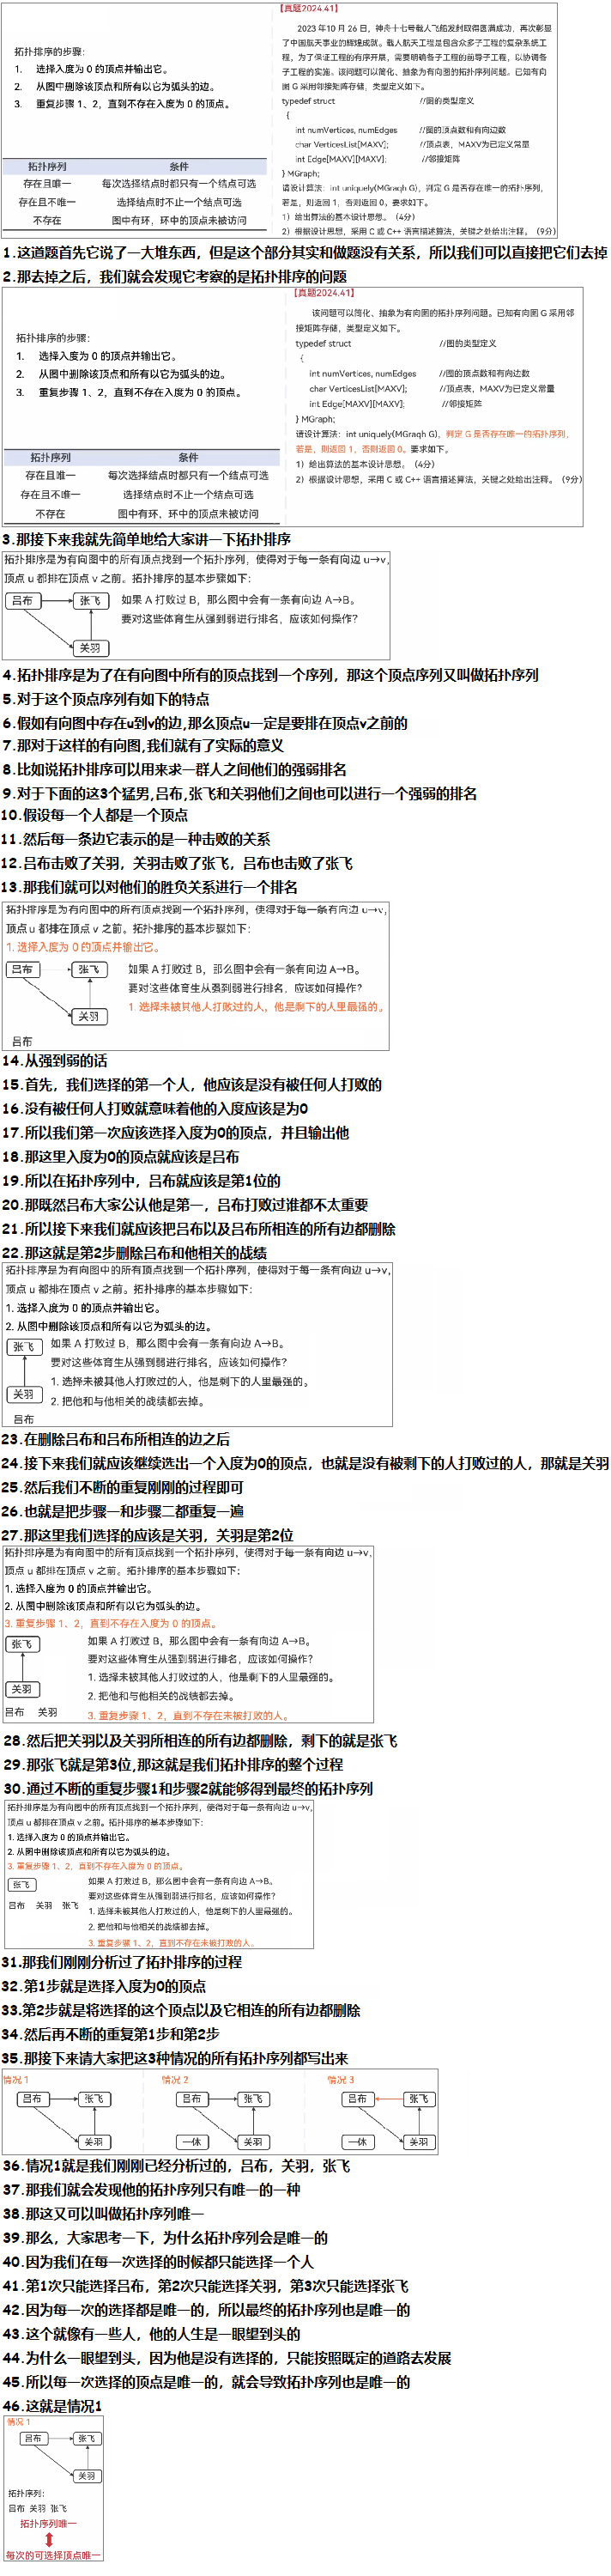 【真题2024.41】
2023 年 10 月 26 日，神舟十七号载人飞船发射取得圆满成功，再次彰显
了中国航天事业的辉煌成就。载人航天工程是包含众多子工程的复杂系统工
程，为了保证工程的有序开展，需要明确各子工程的前导子工程，以协调各
子工程的实施。该问题可以简化、抽象为有向图的拓扑序列问题。已知有向
图 G 采用邻接矩阵存储，类型定义如下。
typedef struct //图的类型定义
{
int numVertices, numEdges //图的顶点数和有向边数
char VerticesList[MAXV]; //顶点表，MAXV为已定义常量
int Edge[MAXV][MAXV]; //邻接矩阵
} MGraph;
请设计算法：int uniquely(MGraqh G)，判定 G 是否存在唯一的拓扑序列，
若是，则返回 1，否则返回 0。要求如下。
1）给出算法的基本设计思想。（4分）
2）根据设计思想，采用 C 或 C++ 语言描述算法，关键之处给出注释。（9分）
拓扑排序的步骤:
1. 选择入度为 0 的顶点并输出它。
2. 从图中删除该顶点和所有以它为弧头的边。
3. 重复步骤 1、2，直到不存在入度为 0 的顶点。
拓扑序列 条件
存在且唯一 每次选择结点时都只有一个结点可选
存在且不唯一 选择结点时不止一个结点可选
不存在 图中有环，环中的顶点未被访问
1.这道题首先它说了一大堆东西，但是这个部分其实和做题没有关系，所以我们可以直接把它们去掉
2.那去掉之后，我们就会发现它考察的是拓扑排序的问题
【真题2024.41】
该问题可以简化、抽象为有向图的拓扑序列问题。已知有向图 G 采用邻
接矩阵存储，类型定义如下。
typedef struct //图的类型定义
{
int numVertices, numEdges //图的顶点数和有向边数
char VerticesList[MAXV]; //顶点表，MAXV为已定义常量
int Edge[MAXV][MAXV]; //邻接矩阵
} MGraph;
请设计算法：int uniquely(MGraqh G)，判定 G 是否存在唯一的拓扑序列，
若是，则返回 1，否则返回 0。要求如下。
1）给出算法的基本设计思想。（4分）
2）根据设计思想，采用 C 或 C++ 语言描述算法，关键之处给出注释。（9分）
拓扑排序的步骤:
1. 选择入度为 0 的顶点并输出它。
2. 从图中删除该顶点和所有以它为弧头的边。
3. 重复步骤 1、2，直到不存在入度为 0 的顶点。
拓扑序列 条件
存在且唯一 每次选择结点时都只有一个结点可选
存在且不唯一 选择结点时不止一个结点可选
不存在 图中有环，环中的顶点未被访问
3.那接下来我就先简单地给大家讲一下拓扑排序
拓扑排序是为有向图中的所有顶点找到一个拓扑序列，使得对于每一条有向边 u→v,
顶点 u 都排在顶点 v 之前。拓扑排序的基本步骤如下:
吕布 张飞 关羽
如果 A 打败过 B，那么图中会有一条有向边 A→B。
要对这些体育生从强到弱进行排名，应该如何操作?
4.拓扑排序是为了在有向图中所有的顶点找到一个序列，那这个顶点序列又叫做拓扑序列
5.对于这个顶点序列有如下的特点
6.假如有向图中存在u到v的边,那么顶点u一定是要排在顶点v之前的
7.那对于这样的有向图,我们就有了实际的意义
8.比如说拓扑排序可以用来求一群人之间他们的强弱排名
9.对于下面的这3个猛男,吕布,张飞和关羽他们之间也可以进行一个强弱的排名
10.假设每一个人都是一个顶点
11.然后每一条边它表示的是一种击败的关系
12.吕布击败了关羽，关羽击败了张飞，吕布也击败了张飞
13.那我们就可以对他们的胜负关系进行一个排名
拓扑排序是为有向图中的所有顶点找到一个拓扑序列，使得对于每一条有向边 u→v,
顶点 u 都排在顶点 v 之前。拓扑排序的基本步骤如下:
1. 选择入度为 0 的顶点并输出它。
吕布 张飞 关羽
如果 A 打败过 B，那么图中会有一条有向边 A→B。
要对这些体育生从强到弱进行排名，应该如何操作?
1. 选择未被其他人打败过的人，他是剩下的人里最强的。
吕布
14.从强到弱的话
15.首先，我们选择的第一个人，他应该是没有被任何人打败的
16.没有被任何人打败就意味着他的入度应该是为0
17.所以我们第一次应该选择入度为0的顶点，并且输出他
18.那这里入度为0的顶点就应该是吕布
19.所以在拓扑序列中，吕布就应该是第1位的
20.那既然吕布大家公认他是第一，吕布打败过谁都不太重要
21.所以接下来我们就应该把吕布以及吕布所相连的所有边都删除
22.那这就是第2步删除吕布和他相关的战绩
拓扑排序是为有向图中的所有顶点找到一个拓扑序列，使得对于每一条有向边 u→v,
顶点 u 都排在顶点 v 之前。拓扑排序的基本步骤如下:
1. 选择入度为 0 的顶点并输出它。
2. 从图中删除该顶点和所有以它为弧头的边。
张飞 关羽
如果 A 打败过 B，那么图中会有一条有向边 A→B。
要对这些体育生从强到弱进行排名，应该如何操作?
1. 选择未被其他人打败过的人，他是剩下的人里最强的。
2. 把他和与他相关的战绩都去掉。
吕布
23.在删除吕布和吕布所相连的边之后
24.接下来我们就应该继续选出一个入度为0的顶点，也就是没有被剩下的人打败过的人，那就是关羽
25.然后我们不断的重复刚刚的过程即可
26.也就是把步骤一和步骤二都重复一遍
27.那这里我们选择的应该是关羽，关羽是第2位
拓扑排序是为有向图中的所有顶点找到一个拓扑序列，使得对于每一条有向边 u→v,
顶点 u 都排在顶点 v 之前。拓扑排序的基本步骤如下:
1. 选择入度为 0 的顶点并输出它。
2. 从图中删除该顶点和所有以它为弧头的边。
3. 重复步骤 1、2，直到不存在入度为 0 的顶点。
张飞 关羽
如果 A 打败过 B，那么图中会有一条有向边 A→B。
要对这些体育生从强到弱进行排名，应该如何操作?
1. 选择未被其他人打败过的人，他是剩下的人里最强的。
2. 把他和与他相关的战绩都去掉。
3. 重复步骤 1、2，直到不存在未被打败的人。
吕布 关羽
28.然后把关羽以及关羽所相连的所有边都删除，剩下的就是张飞
29.那张飞就是第3位,那这就是我们拓扑排序的整个过程
30.通过不断的重复步骤1和步骤2就能够得到最终的拓扑序列
拓扑排序是为有向图中的所有顶点找到一个拓扑序列，使得对于每一条有向边 u→v,
顶点 u 都排在顶点 v 之前。拓扑排序的基本步骤如下:
1. 选择入度为 0 的顶点并输出它。
2. 从图中删除该顶点和所有以它为弧头的边。
3. 重复步骤 1、2，直到不存在入度为 0 的顶点。
张飞
如果 A 打败过 B，那么图中会有一条有向边 A→B。
要对这些体育生从强到弱进行排名，应该如何操作?
1. 选择未被其他人打败过的人，他是剩下的人里最强的。
2. 把他和与他相关的战绩都去掉。
3. 重复步骤 1、2，直到不存在未被打败的人。
吕布 关羽 张飞
31.那我们刚刚分析过了拓扑排序的过程
32.第1步就是选择入度为0的顶点
33.第2步就是将选择的这个顶点以及它相连的所有边都删除
34.然后再不断的重复第1步和第2步
35.那接下来请大家把这3种情况的所有拓扑序列都写出来
情况 1 情况 2 情况 3
吕布 张飞 吕布 张飞 吕布 张飞
关羽 一休 关羽 一休 关羽
36.情况1就是我们刚刚已经分析过的，吕布，关羽，张飞
37.那我们就会发现他的拓扑序列只有唯一的一种
38.那这又可以叫做拓扑序列唯一
39.那么，大家思考一下，为什么拓扑序列会是唯一的
40.因为我们在每一次选择的时候都只能选择一个人
41.第1次只能选择吕布，第2次只能选择关羽，第3次只能选择张飞
42.因为每一次的选择都是唯一的，所以最终的拓扑序列也是唯一的
43.这个就像有一些人，他的人生是一眼望到头的
44.为什么一眼望到头，因为他是没有选择的，只能按照既定的道路去发展
45.所以每一次选择的顶点是唯一的，就会导致拓扑序列也是唯一的
46.这就是情况1
情况 1
吕布 张飞
关羽
拓扑序列:
吕布 关羽 张飞
拓扑序列唯一
每次的可选择顶点唯一